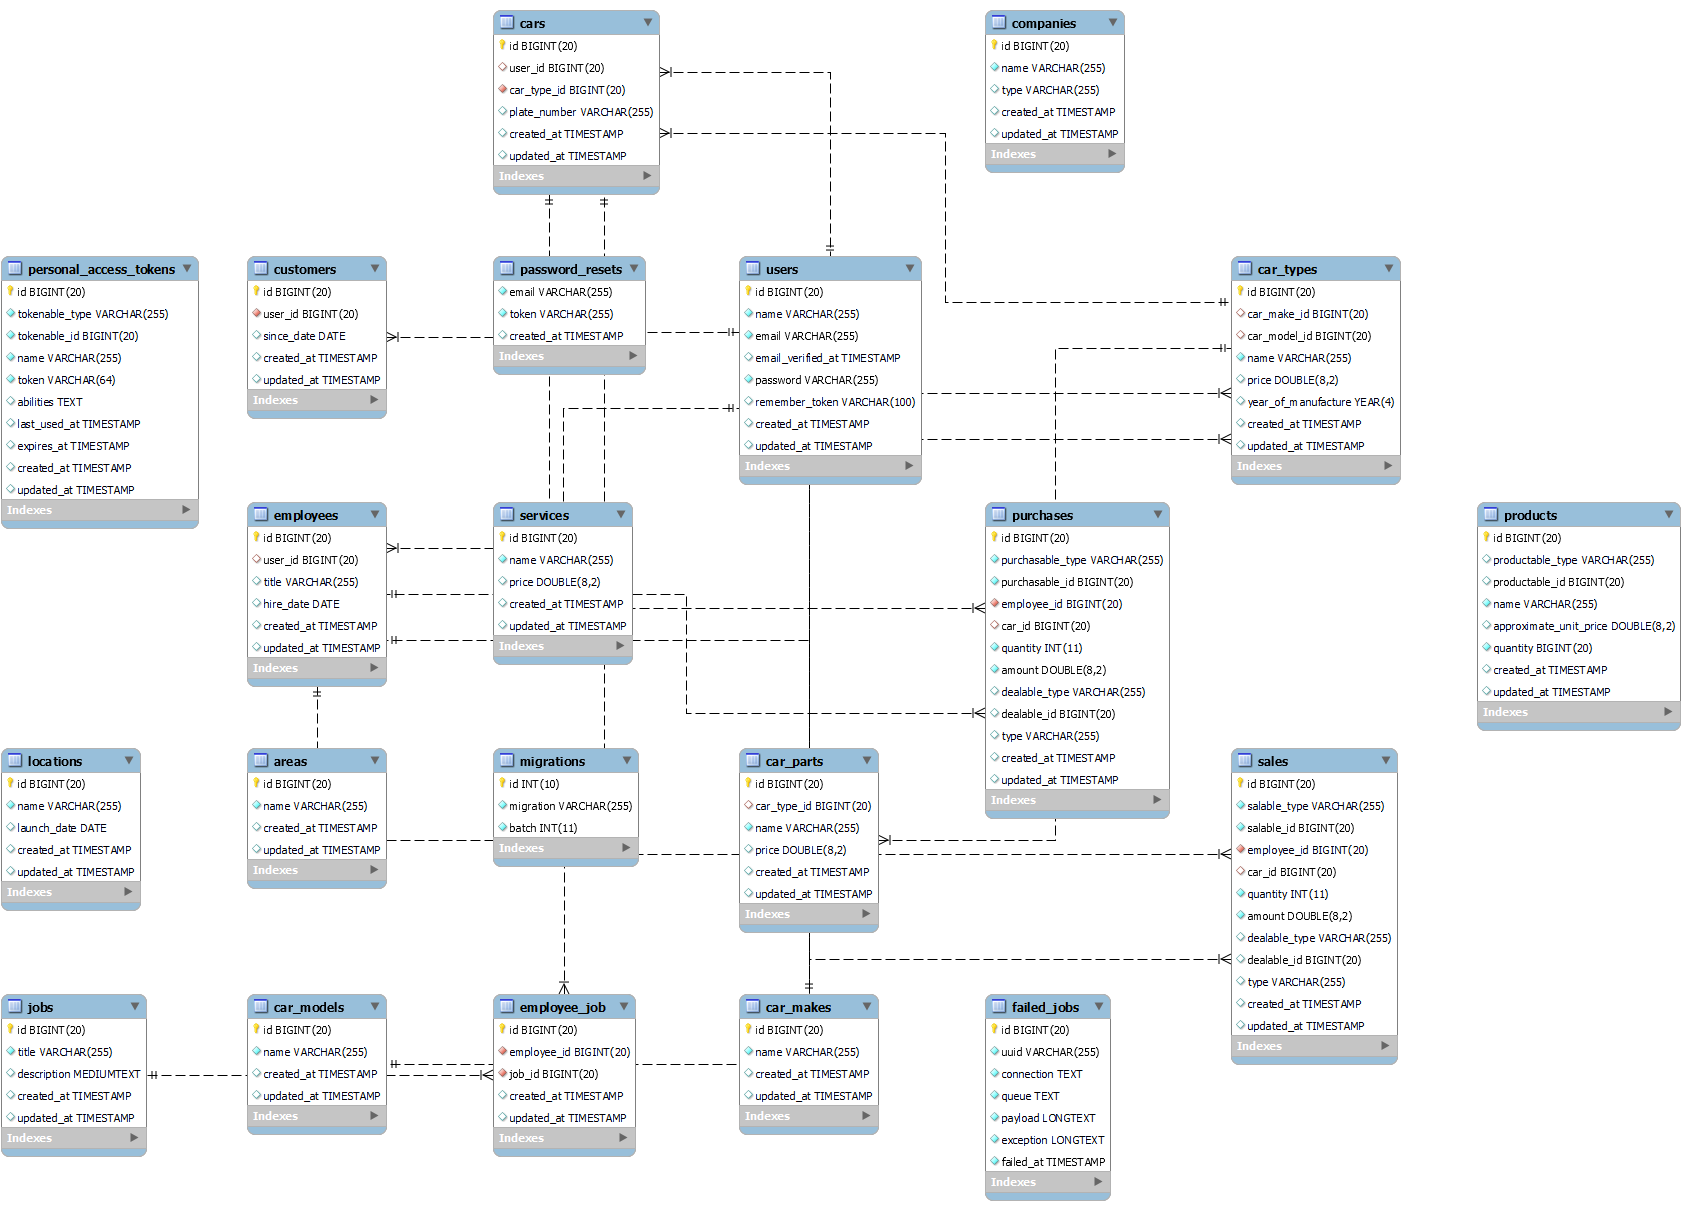 cars
id BIGINT(20)
user_id BIGINT(20)
car_type_id BIGINT(20)
plate_number VARCHAR(255)
created_at TIMESTAMP
updated_at TIMESTAMP
Indexes
companies
id BIGINT(20)
name VARCHAR(255)
type VARCHAR(255)
created_at TIMESTAMP
updated_at TIMESTAMP
Indexes
personal_access_tokens
id BIGINT(20)
tokenable_type VARCHAR(255)
tokenable_id BIGINT(20)
name VARCHAR(255)
token VARCHAR(64)
abilities TEXT
last_used_at TIMESTAMP
expires_at TIMESTAMP
created_at TIMESTAMP
updated_at TIMESTAMP
Indexes
customers
id BIGINT(20)
user_id BIGINT(20)
since_date DATE
created_at TIMESTAMP
updated_at TIMESTAMP
Indexes
password_resets
email VARCHAR(255)
token VARCHAR(255)
created_at TIMESTAMP
Indexes
users
id BIGINT(20)
name VARCHAR(255)
email VARCHAR(255)
email_verified_at TIMESTAMP
password VARCHAR(255)
remember_token VARCHAR(100)
created_at TIMESTAMP
updated_at TIMESTAMP
Indexes
car_types
id BIGINT(20)
car_make_id BIGINT(20)
car_model_id BIGINT(20)
name VARCHAR(255)
price DOUBLE(8,2)
year_of_manufacture YEAR(4)
created_at TIMESTAMP
updated_at TIMESTAMP
Indexes
employees
id BIGINT(20)
user_id BIGINT(20)
title VARCHAR(255)
hire_date DATE
created_at TIMESTAMP
updated_at TIMESTAMP
Indexes
services
id BIGINT(20)
name VARCHAR(255)
price DOUBLE(8,2)
created_at TIMESTAMP
updated_at TIMESTAMP
Indexes
purchases
id BIGINT(20)
purchasable_type VARCHAR(255)
purchasable_id BIGINT(20)
employee_id BIGINT(20)
car_id BIGINT(20)
quantity INT(11)
amount DOUBLE(8,2)
dealable_type VARCHAR(255)
dealable_id BIGINT(20)
type VARCHAR(255)
created_at TIMESTAMP
updated_at TIMESTAMP
Indexes
products
id BIGINT(20)
productable_type VARCHAR(255)
productable_id BIGINT(20)
name VARCHAR(255)
approximate_unit_price DOUBLE(8,2)
quantity BIGINT(20)
created_at TIMESTAMP
updated_at TIMESTAMP
Indexes
locations
id BIGINT(20)
name VARCHAR(255)
launch_date DATE
created_at TIMESTAMP
updated_at TIMESTAMP
Indexes
areas
id BIGINT(20)
name VARCHAR(255)
created_at TIMESTAMP
updated_at TIMESTAMP
Indexes
migrations
id INT(10)
migration VARCHAR(255)
batch INT(11)
Indexes
car_parts
id BIGINT(20)
car_type_id BIGINT(20)
name VARCHAR(255)
price DOUBLE(8,2)
created_at TIMESTAMP
updated_at TIMESTAMP
Indexes
sales
id BIGINT(20)
salable_type VARCHAR(255)
salable_id BIGINT(20)
employee_id BIGINT(20)
car_id BIGINT(20)
quantity INT(11)
amount DOUBLE(8,2)
dealable_type VARCHAR(255)
dealable_id BIGINT(20)
type VARCHAR(255)
created_at TIMESTAMP
updated_at TIMESTAMP
Indexes
jobs
id BIGINT(20)
title VARCHAR(255)
description MEDIUMTEXT
created_at TIMESTAMP
updated_at TIMESTAMP
Indexes
car_models
id BIGINT(20)
name VARCHAR(255)
created_at TIMESTAMP
updated_at TIMESTAMP
Indexes
employee_job
id BIGINT(20)
employee_id BIGINT(20)
job_id BIGINT(20)
created_at TIMESTAMP
updated_at TIMESTAMP
Indexes
car_makes
id BIGINT(20)
name VARCHAR(255)
created_at TIMESTAMP
updated_at TIMESTAMP
Indexes
failed_jobs
id BIGINT(20)
uuid VARCHAR(255)
connection TEXT
queue TEXT
payload LONGTEXT
exception LONGTEXT
failed_at TIMESTAMP
Indexes